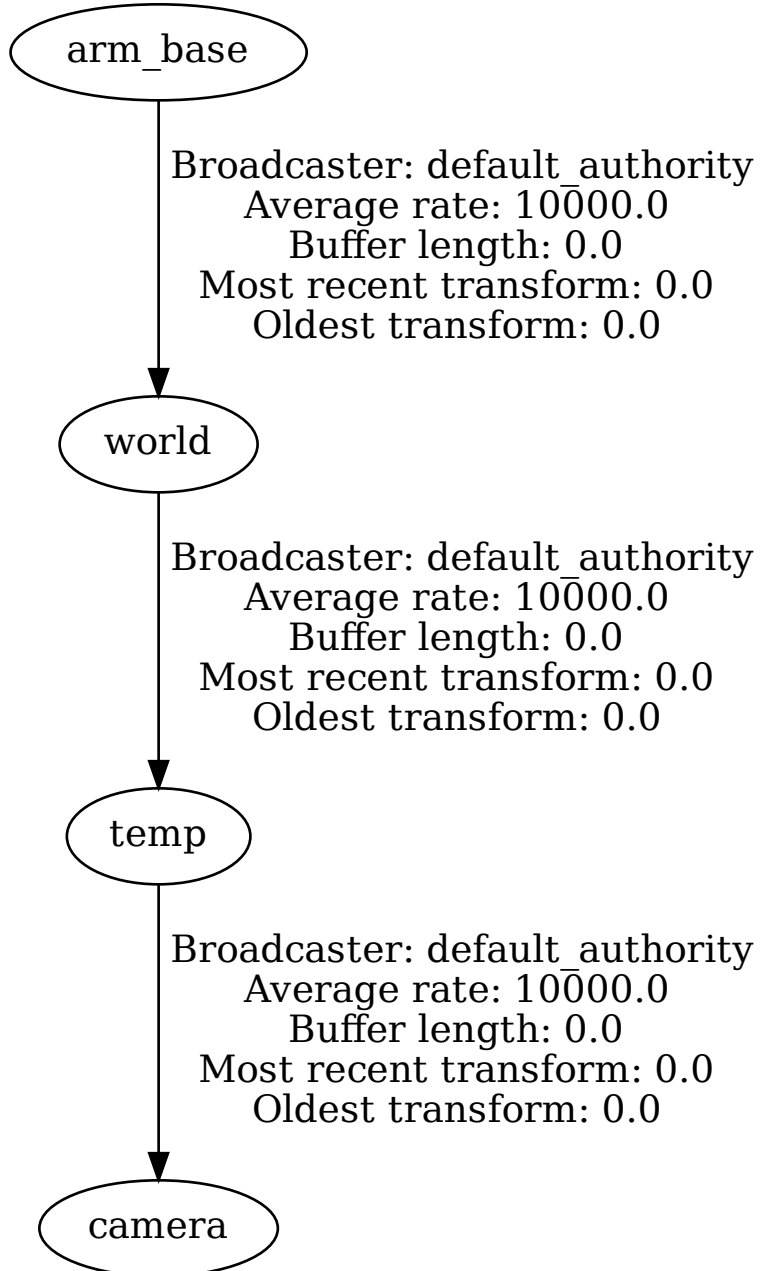 arm_base
Broadcaster: default_authority
Average rate: 10000.0
Buffer length: 0.0
Most recent transform: 0.0
Oldest transform: 0.0
world
Broadcaster: default_authority
Average rate: 10000.0
Buffer length: 0.0
Most recent transform: 0.0
Oldest transform: 0.0
temp
Broadcaster: default_authority
Average rate: 10000.0
Buffer length: 0.0
Most recent transform: 0.0
Oldest transform: 0.0
camera